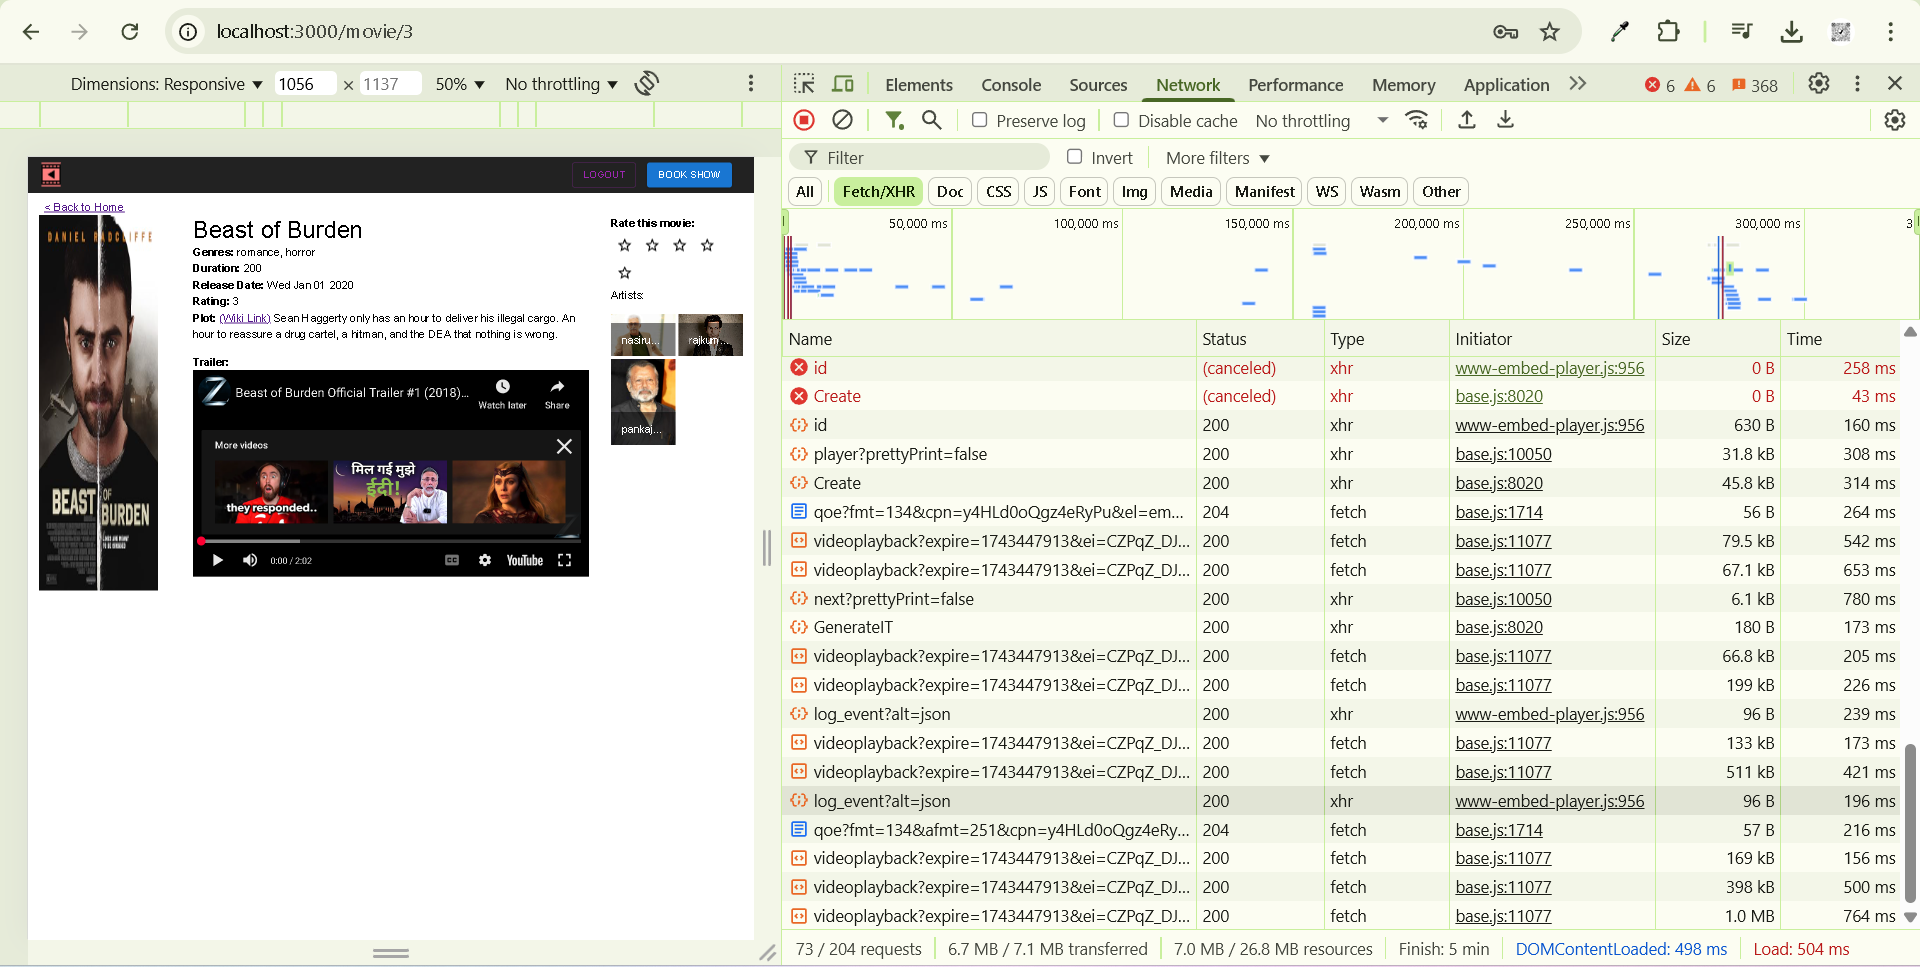 localhost:3000/movie/3
Dimensions: Responsive 1056 × 1137 50% No throttling
LOGOUT BOOK SHOW
< Back to Home
DANIEL RADCLIFFE
BEAST OF BURDEN
Beast of Burden
Genres: romance, horror
Duration: 200
Release Date: Wed Jan 01 2020
Rating: 3
Plot: (Wiki Link) Sean Haggerty only has an hour to deliver his illegal cargo. An
hour to reassure a drug cartel, a hitman, and the DEA that nothing is wrong.
Trailer:
Beast of Burden Official Trailer #1 (2018)...
Watch later Share
More videos
they responded..
मिल गई मुझे
ईदी!
0:00 / 2:02
CC YouTube
Rate this movie:
Artists:
nasiru... rajkum...
pankaj...
Elements Console Sources Network Performance Memory Application 6 6 368
Preserve log Disable cache No throttling
Filter Invert More filters
All Fetch/XHR Doc CSS JS Font Img Media Manifest WS Wasm Other
50,000 ms 100,000 ms 150,000 ms 200,000 ms 250,000 ms 300,000 ms 3
Name Status Type Initiator Size Time
id (canceled) xhr www-embed-player.js:956 0 B 258 ms
Create (canceled) xhr base.js:8020 0 B 43 ms
id 200 xhr www-embed-player.js:956 630 B 160 ms
player?prettyPrint=false 200 xhr base.js:10050 31.8 kB 308 ms
Create 200 xhr base.js:8020 45.8 kB 314 ms
qoe?fmt=134&cpn=y4HLd0oQgz4eRyPu&el=em... 204 fetch base.js:1714 56 B 264 ms
videoplayback?expire=1743447913&ei=CZPqZ_DJ... 200 fetch base.js:11077 79.5 kB 542 ms
videoplayback?expire=1743447913&ei=CZPqZ_DJ... 200 fetch base.js:11077 67.1 kB 653 ms
next?prettyPrint=false 200 xhr base.js:10050 6.1 kB 780 ms
GenerateIT 200 xhr base.js:8020 180 B 173 ms
videoplayback?expire=1743447913&ei=CZPqZ_DJ... 200 fetch base.js:11077 66.8 kB 205 ms
videoplayback?expire=1743447913&ei=CZPqZ_DJ... 200 fetch base.js:11077 199 kB 226 ms
log_event?alt=json 200 xhr www-embed-player.js:956 96 B 239 ms
videoplayback?expire=1743447913&ei=CZPqZ_DJ... 200 fetch base.js:11077 133 kB 173 ms
videoplayback?expire=1743447913&ei=CZPqZ_DJ... 200 fetch base.js:11077 511 kB 421 ms
log_event?alt=json 200 xhr www-embed-player.js:956 96 B 196 ms
qoe?fmt=134&afmt=251&cpn=y4HLd0oQgz4eRy... 204 fetch base.js:1714 57 B 216 ms
videoplayback?expire=1743447913&ei=CZPqZ_DJ... 200 fetch base.js:11077 169 kB 156 ms
videoplayback?expire=1743447913&ei=CZPqZ_DJ... 200 fetch base.js:11077 398 kB 500 ms
videoplayback?expire=1743447913&ei=CZPqZ_DJ... 200 fetch base.js:11077 1.0 MB 764 ms
73 / 204 requests 6.7 MB / 7.1 MB transferred 7.0 MB / 26.8 MB resources Finish: 5 min DOMContentLoaded: 498 ms Load: 504 ms